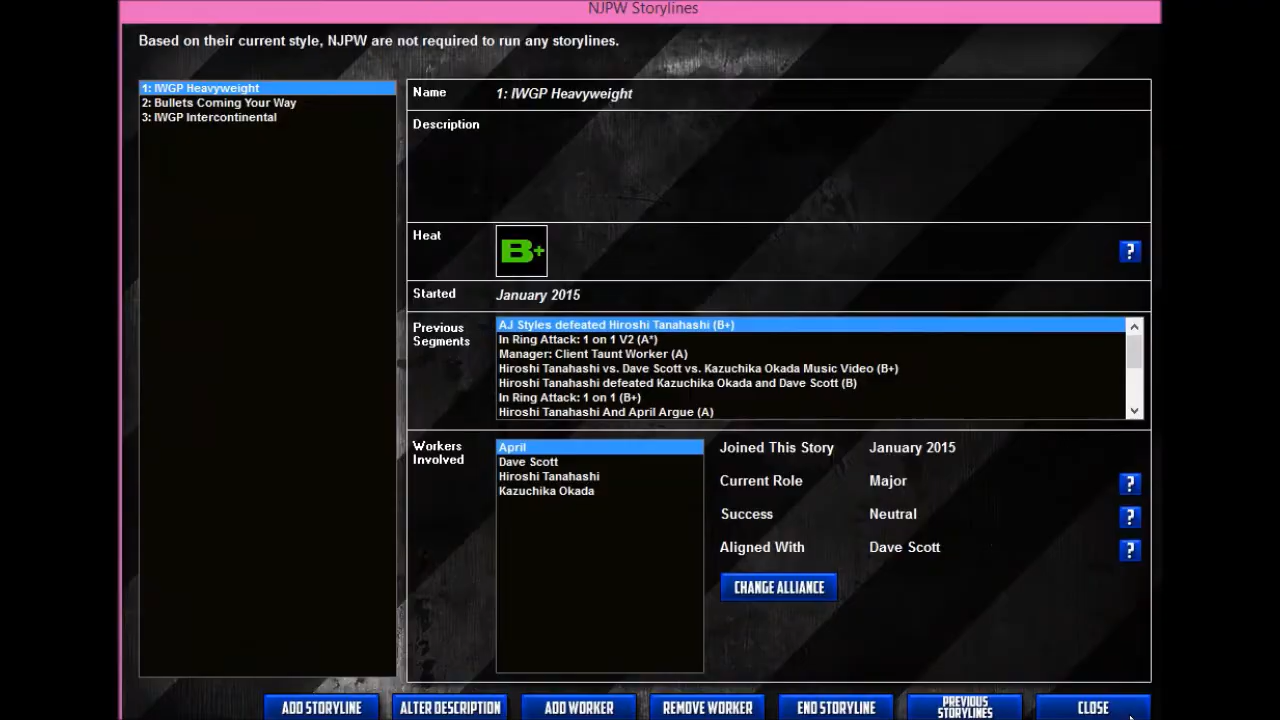 NJPW Storylines
Based on their current style, NJPW are not required to run any storylines.
1: IWGP Heavyweight
2: Bullets Coming Your Way
3: IWGP Intercontinental
Name
1: IWGP Heavyweight
Description
Heat
B+
?
Started
January 2015
Previous
Segments
AJ Styles defeated Hiroshi Tanahashi (B+)
In Ring Attack: 1 on 1 V2 (A*)
Manager: Client Taunt Worker (A)
Hiroshi Tanahashi vs. Dave Scott vs. Kazuchika Okada Music Video (B+)
Hiroshi Tanahashi defeated Kazuchika Okada and Dave Scott (B)
In Ring Attack: 1 on 1 (B+)
Hiroshi Tanahashi And April Argue (A)
Workers
Involved
April
Dave Scott
Hiroshi Tanahashi
Kazuchika Okada
Joined This Story January 2015
Current Role Major ?
Success Neutral ?
Aligned With Dave Scott ?
CHANGE ALLIANCE
ADD STORYLINE
ALTER DESCRIPTION
ADD WORKER
REMOVE WORKER
END STORYLINE
PREVIOUS
STORYLINES
CLOSE